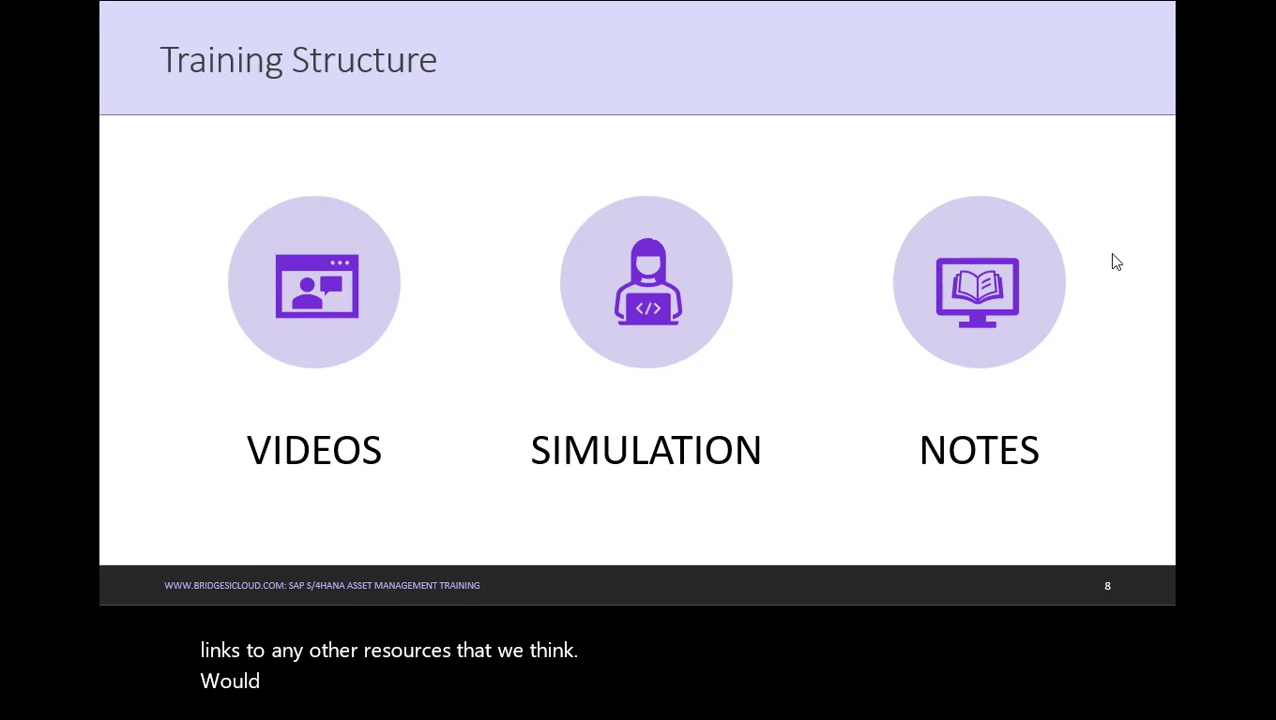 Training Structure
</>
VIDEOS
SIMULATION
NOTES
WWW.BRIDGESICLOUD.COM: SAP S/4HANA ASSET MANAGEMENT TRAINING
8
links to any other resources that we think.
Would